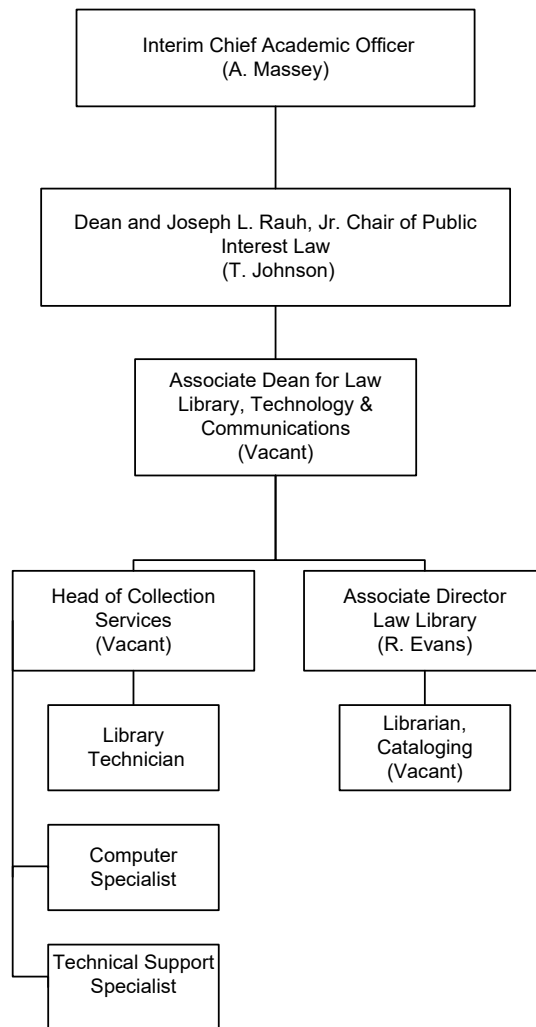 Interim Chief Academic Officer
(A. Massey)
Dean and Joseph L. Rauh, Jr. Chair of Public
Interest Law
(T. Johnson)
Associate Dean for Law
Library, Technology &
Communications
(Vacant)
Head of Collection
Services
(Vacant)
Associate Director
Law Library
(R. Evans)
Library
Technician
Librarian,
Cataloging
(Vacant)
Computer
Specialist
Technical Support
Specialist